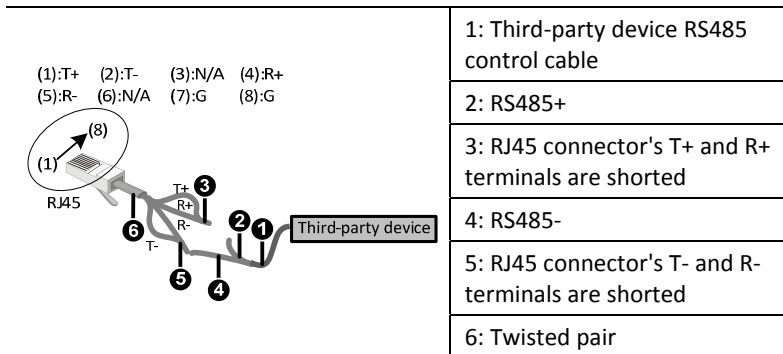 (1):T+ (2):T- (3):N/A (4):R+
(5):R- (6):N/A (7):G (8):G
(8)
(1)
RJ45
T+
R+
R-
T-
3
6
5
4
2
1
Third-party device
1: Third-party device RS485
control cable
2: RS485+
3: RJ45 connector's T+ and R+
terminals are shorted
4: RS485-
5: RJ45 connector's T- and R-
terminals are shorted
6: Twisted pair